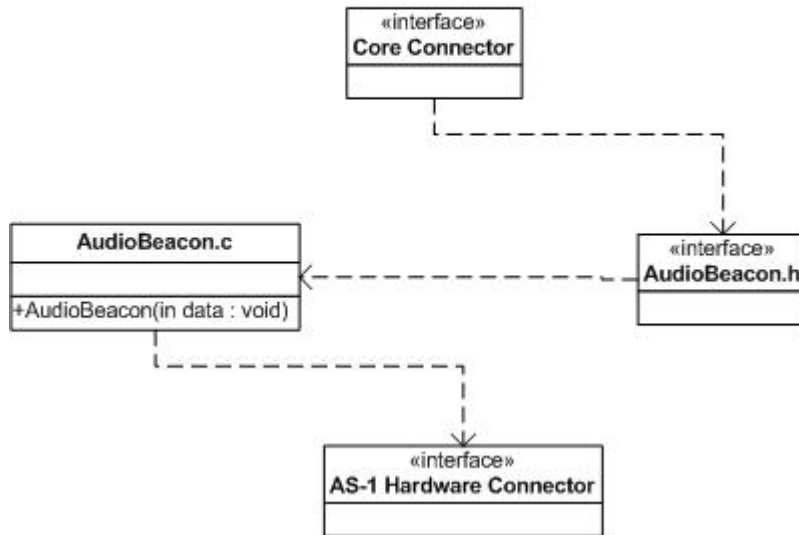 «interface»
Core Connector
AudioBeacon.c
+AudioBeacon(in data : void)
«interface»
AudioBeacon.h
«interface»
AS-1 Hardware Connector